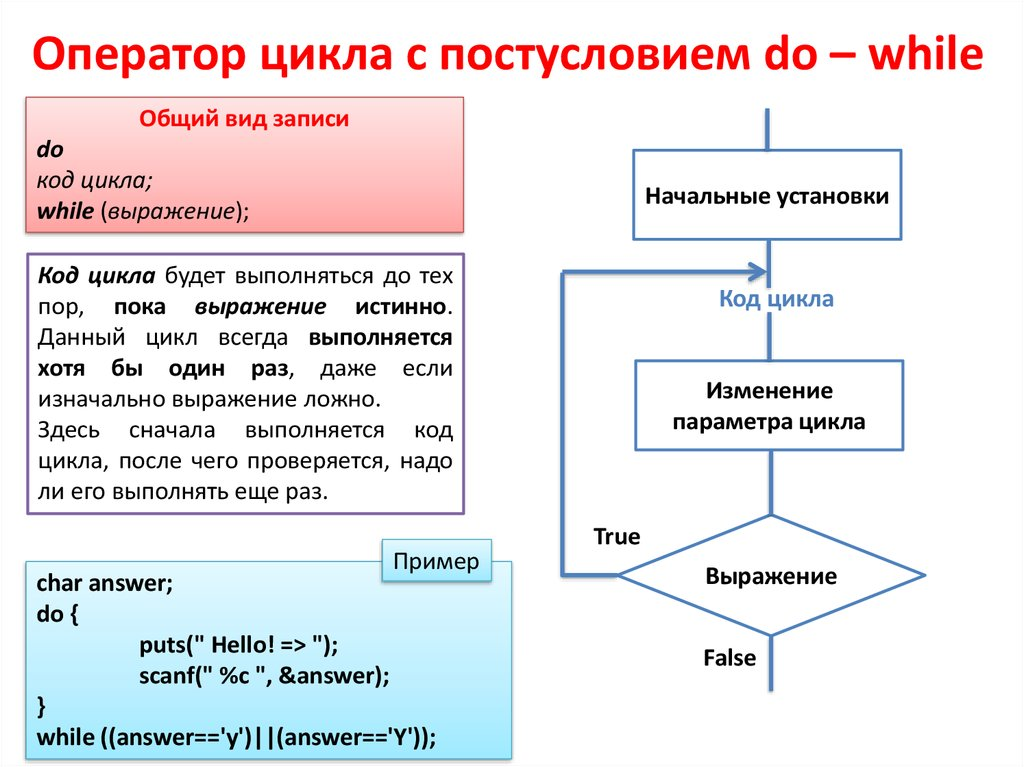 Оператор цикла с постусловием do – while
Общий вид записи
do
код цикла;
while (выражение);
Код цикла будет выполняться до тех
пор, пока выражение истинно.
Данный цикл всегда выполняется
хотя бы один раз, даже если
изначально выражение ложно.
Здесь сначала выполняется код
цикла, после чего проверяется, надо
ли его выполнять еще раз.
Пример
char answer;
do {
puts(" Hello! => ");
scanf(" %c ", &answer);
}
while ((answer=='y')||(answer=='Y'));
Начальные установки
Код цикла
Изменение
параметра цикла
True
Выражение
False